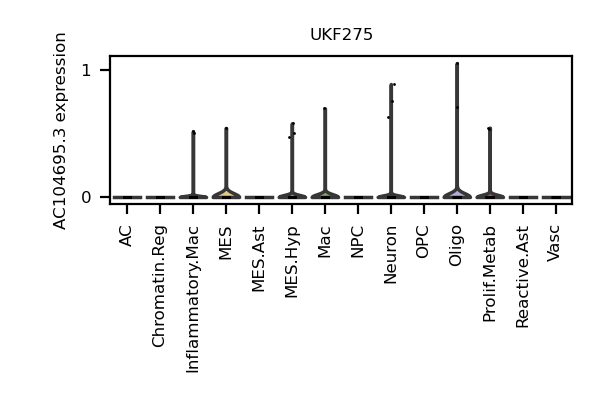 UKF275
AC104695.3 expression
1
0
AC
Chromatin.Reg
Inflammatory.Mac
MES
MES.Ast
MES.Hyp
Mac
NPC
Neuron
OPC
Oligo
Prolif.Metab
Reactive.Ast
Vasc